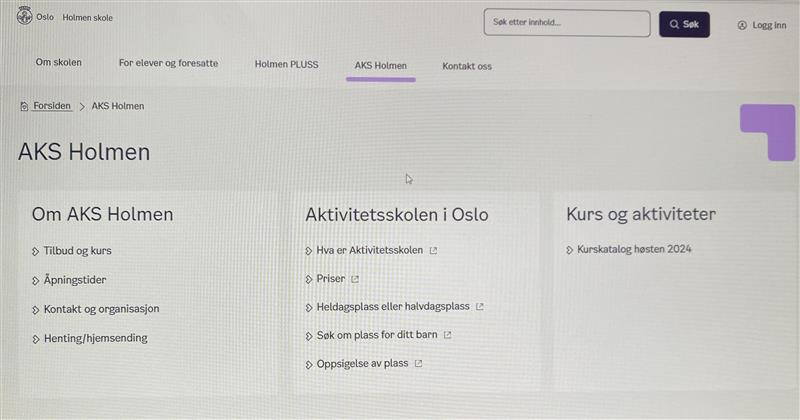 Oslo Holmen skole
Søk etter innhold...
Søk
Logg inn
Om skolen
For elever og foresatte
Holmen PLUSS
AKS Holmen
Kontakt oss
Forsiden > AKS Holmen
AKS Holmen
Om AKS Holmen
Tilbud og kurs
Åpningstider
Kontakt og organisasjon
Henting/hjemsending
Aktivitetsskolen i Oslo
Hva er Aktivitetsskolen
Priser
Heldagsplass eller halvdagsplass
Søk om plass for ditt barn
Oppsigelse av plass
Kurs og aktiviteter
Kurskatalog høsten 2024